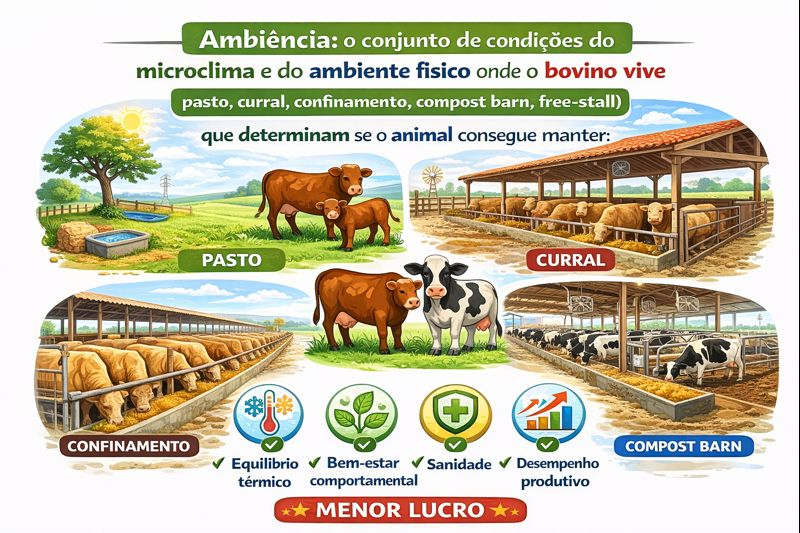 Ambiência: o conjunto de condições do
microclima e do ambiente fisico onde o bovino vive
pasto, curral, confinamento, compost barn, free-stall)
que determinam se o animal consegue manter:
PASTO
CURRAL
CONFINAMENTO
COMPOST BARN
Equilibrio
térmico
Bem-estar
comportamental
Sanidade
Desempenho
produtivo
MENOR LUCRO